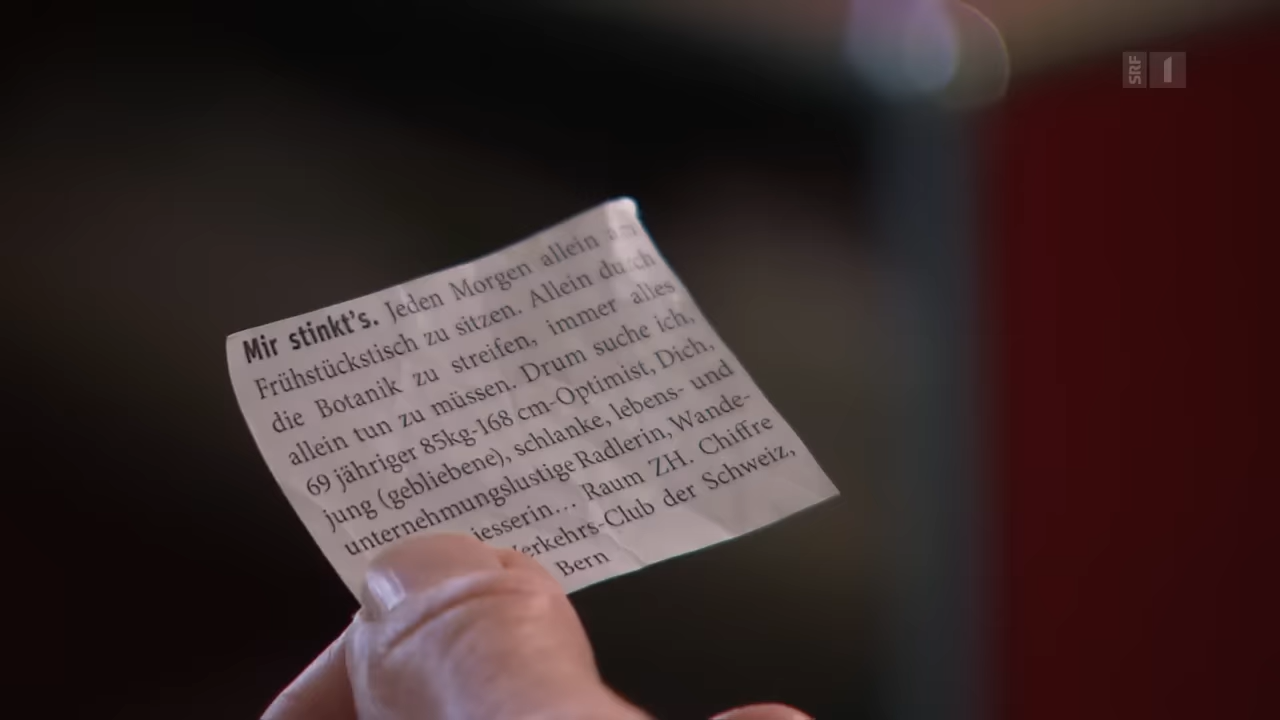 SRF 1
Mir stinkt's. Jeden Morgen allein am
Frühstückstisch zu sitzen. Allein durch
die Botanik zu streifen, immer alles
allein tun zu müssen. Drum suche ich,
69 jähriger 85kg-168 cm-Optimist, Dich,
jung (gebliebene), schlanke, lebens- und
unternehmungslustige Radlerin, Wande-
iesserin... Raum ZH. Chiffre
Verkehrs-Club der Schweiz,
Bern